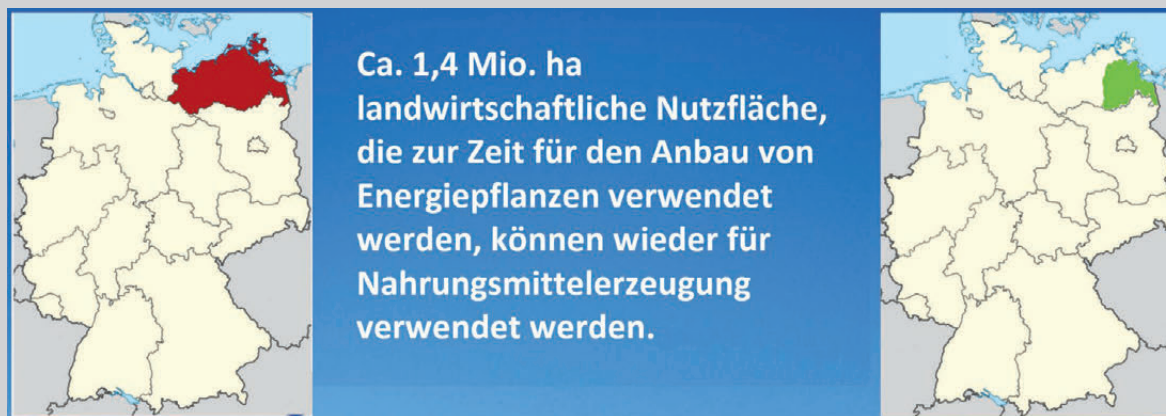 Ca. 1,4 Mio. ha
landwirtschaftliche Nutzfläche,
die zur Zeit für den Anbau von
Energiepflanzen verwendet
werden, können wieder für
Nahrungsmittelerzeugung
verwendet werden.